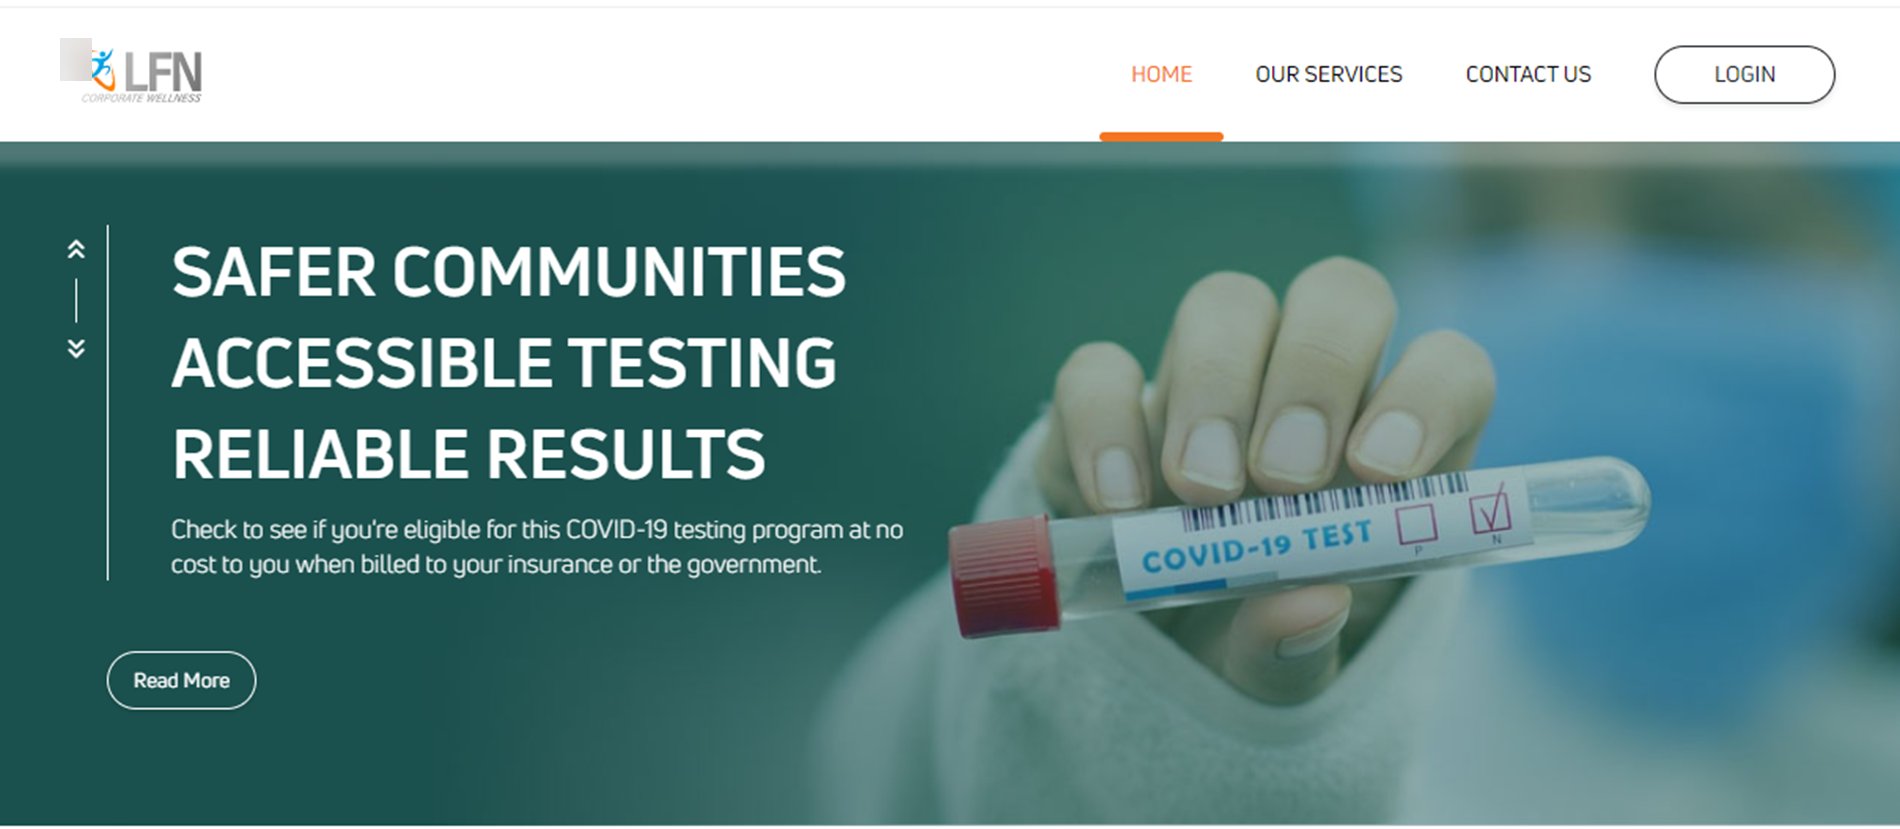 LFN
CORPORATE WELLNESS
HOME
OUR SERVICES
CONTACT US
LOGIN
SAFER COMMUNITIES
ACCESSIBLE TESTING
RELIABLE RESULTS
Check to see if you're eligible for this COVID-19 testing program at no
cost to you when billed to your insurance or the government.
Read More
COVID-19 TEST
P
N